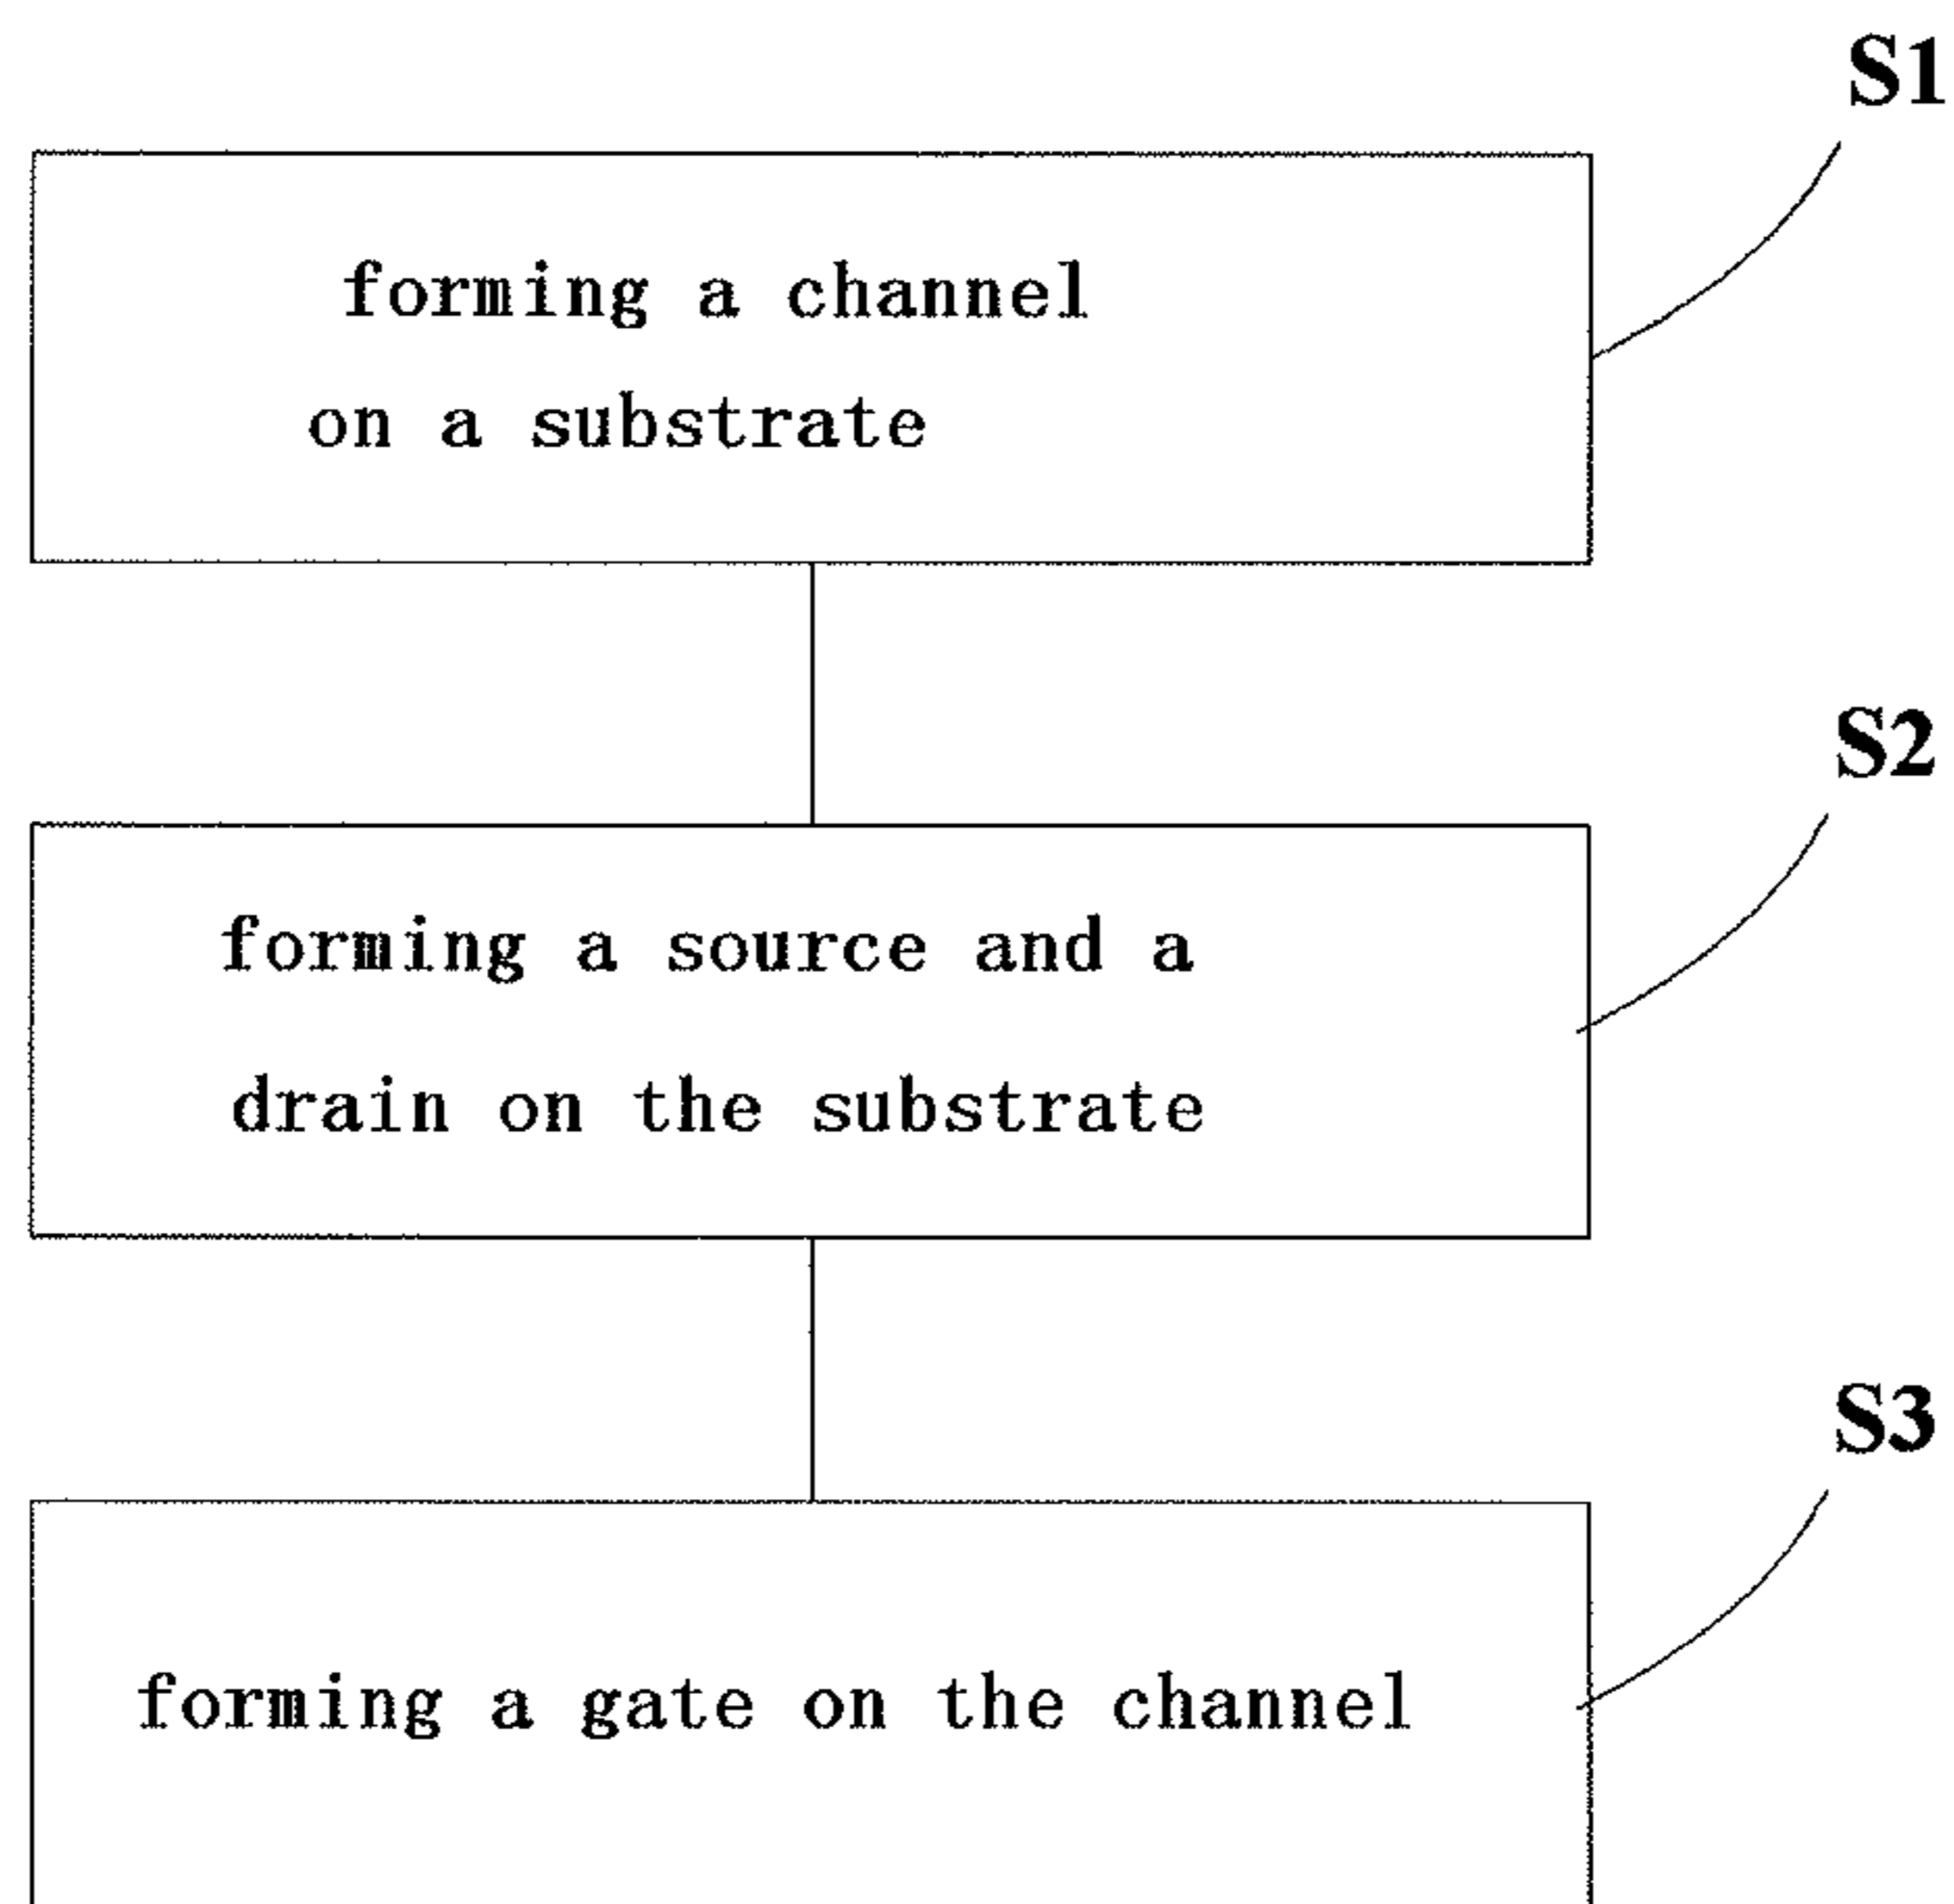 S1
forming a channel
on a substrate
S2
forming a source and a
drain on the substrate
S3
forming a gate on the channel